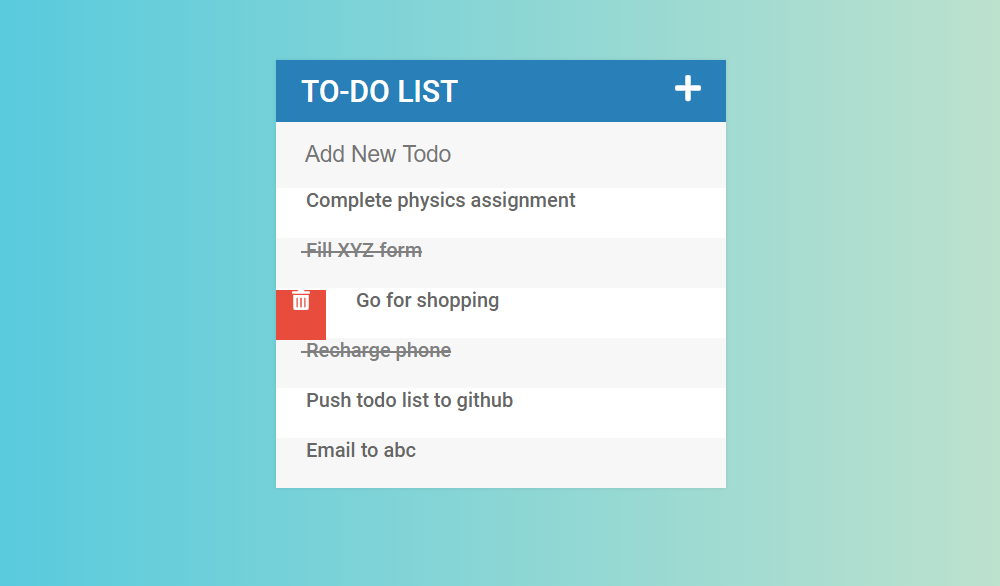 TO-DO LIST
Add New Todo
Complete physics assignment
Fill XYZ form
Go for shopping
Recharge phone
Push todo list to github
Email to abc